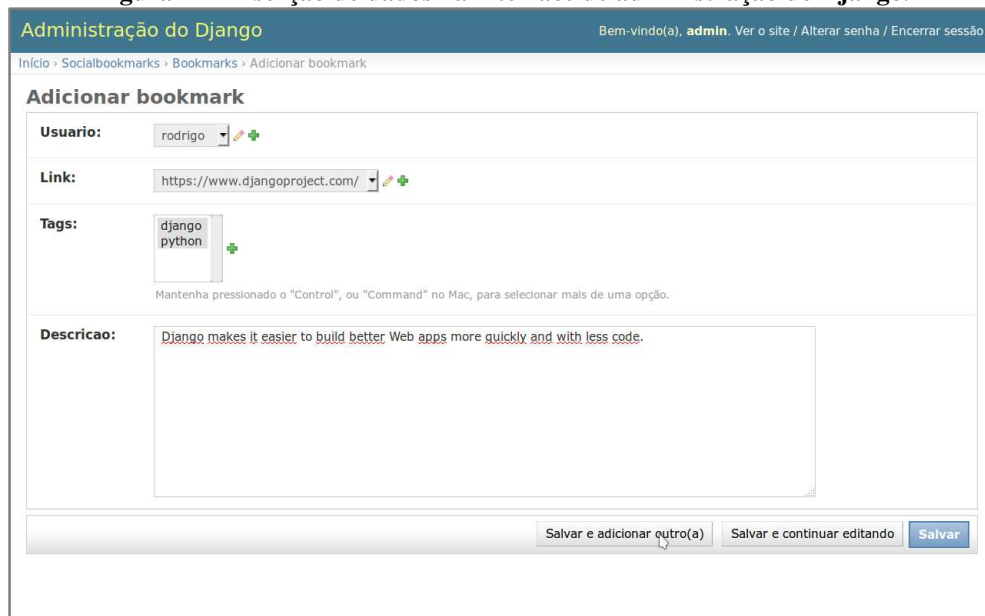 Administração do Django
Bem-vindo(a), admin. Ver o site / Alterar senha / Encerrar sessão
Início › Socialbookmarks › Bookmarks › Adicionar bookmark
Adicionar bookmark
Usuario:
rodrigo
Link:
https://www.djangoproject.com/
Tags:
django
python
Mantenha pressionado o "Control", ou "Command" no Mac, para selecionar mais de uma opção.
Descricao:
Django makes it easier to build better Web apps more quickly and with less code.
Salvar e adicionar outro(a)
Salvar e continuar editando
Salvar